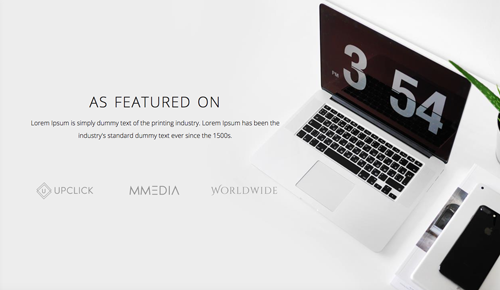 AS FEATURED ON
Lorem Ipsum is simply dummy text of the printing industry. Lorem Ipsum has been the
industry's standard dummy text ever since the 1500s.
UPCLICK
MMEDIA
WORLDWIDE
PM
3 54